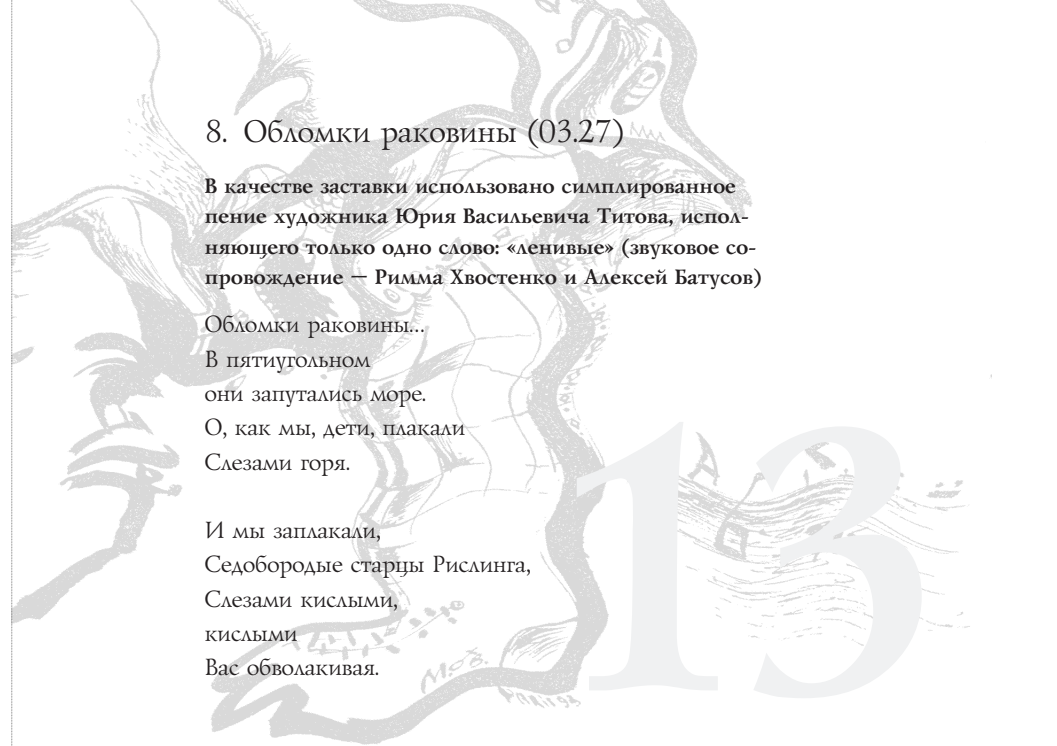 8. Обломки раковины (03.27)
В качестве заставки использовано симплированное
пение художника Юрия Васильевича Титова, испол-
няющего только одно слово: «ленивые» (звуковое со-
провождение — Римма Хвостенко и Алексей Батусов)
Обломки раковины...
В пятиугольном
они запутались море.
О, как мы, дети, плакали
Слезами горя.
И мы заплакали,
Седобородые старцы Рислинга,
Слезами кислыми,
кислыми
Вас обволакивая.
13